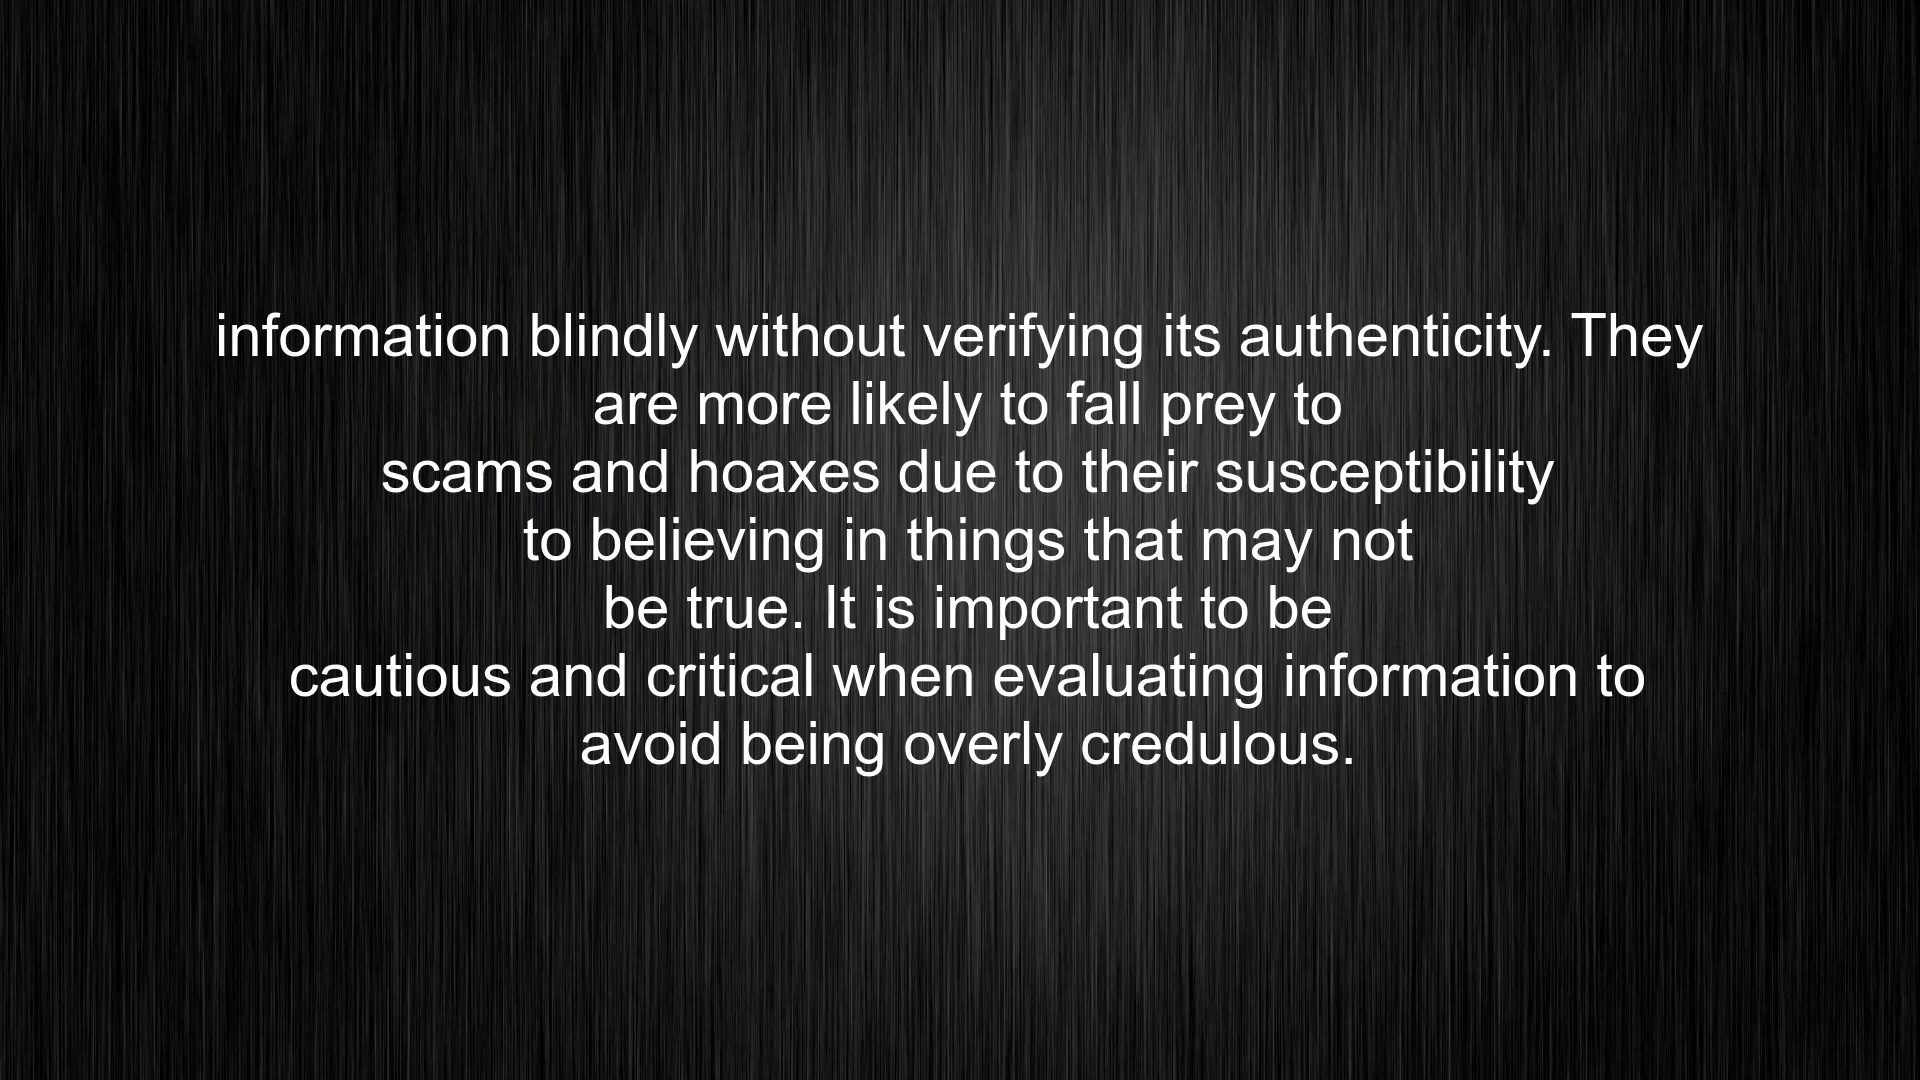 information blindly without verifying its authenticity. They
are more likely to fall prey to
scams and hoaxes due to their susceptibility
to believing in things that may not
be true. It is important to be
cautious and critical when evaluating information to
avoid being overly credulous.